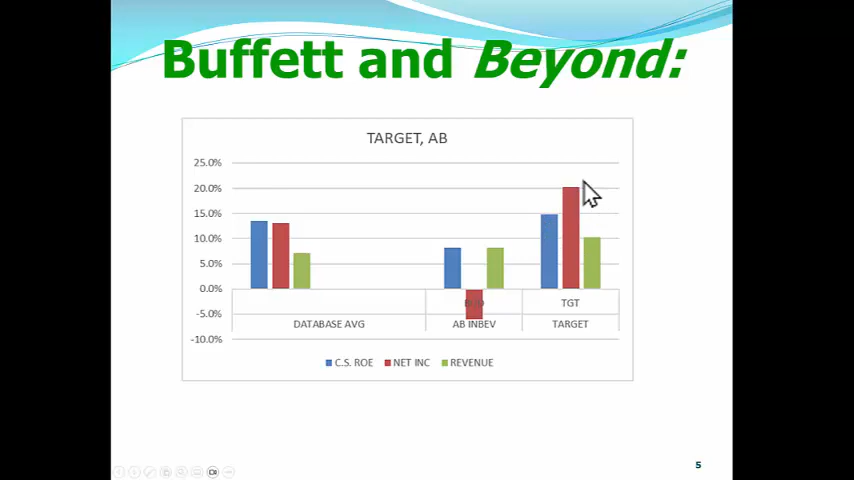 Buffett and Beyond:
TARGET, AB
25.0%
20.0%
15.0%
10.0%
5.0%
0.0%
-5.0%
-10.0%
BUD TGT
DATABASE AVG AB INBEV TARGET
C.S. ROE NET INC REVENUE
5